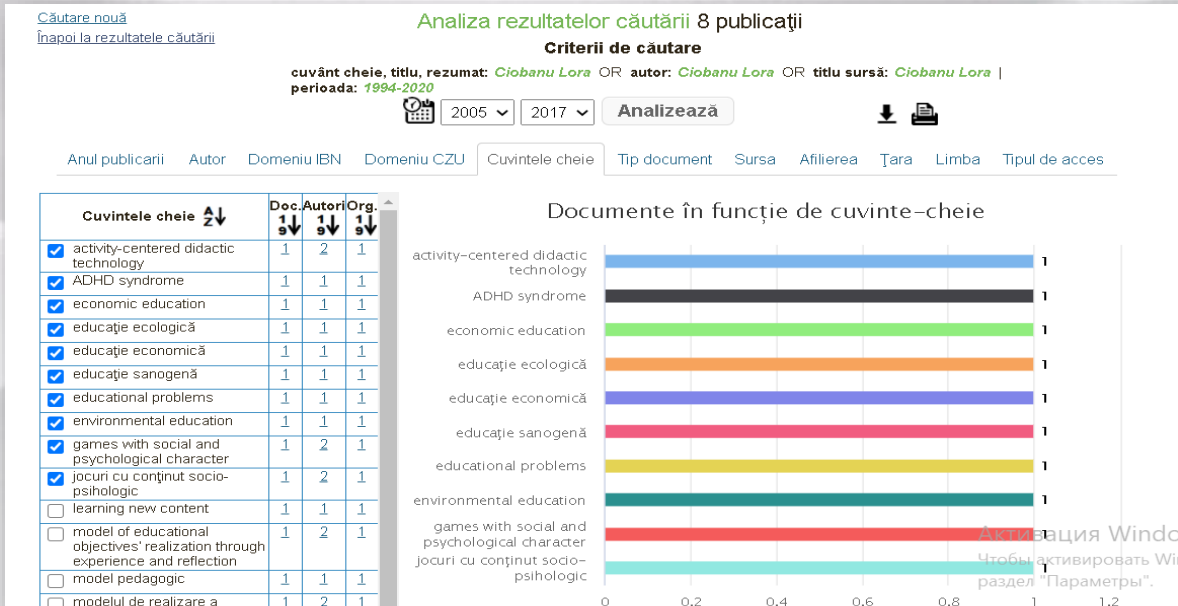 Căutare nouă
Înapoi la rezultatele căutării
Analiza rezultatelor căutării 8 publicaţii
Criterii de căutare
cuvânt cheie, titlu, rezumat: Ciobanu Lora OR autor: Ciobanu Lora OR titlu sursă: Ciobanu Lora |
perioada: 1994-2020
2005 2017 Analizează
Anul publicarii Autor Domeniu IBN Domeniu CZU Cuvintele cheie Tip document Sursa Afilierea Ţara Limba Tipul de acces
Cuvintele cheie Doc. Autori Org.
activity-centered didactic
technology 1 2 1
ADHD syndrome 1 1 1
economic education 1 1 1
educaţie ecologică 1 1 1
educaţie economică 1 1 1
educaţie sanogenă 1 1 1
educational problems 1 1 1
environmental education 1 1 1
games with social and
psychological character 1 2 1
jocuri cu conţinut socio-
psihologic 1 2 1
learning new content 1 1 1
model of educational
objectives' realization through
experience and reflection 1 2 1
model pedagogic 1 1 1
modelul de realizare a 1 2 1
Documente în funcţie de cuvinte-cheie
activity-centered didactic
technology 1
ADHD syndrome 1
economic education 1
educaţie ecologică 1
educaţie economică 1
educaţie sanogenă 1
educational problems 1
environmental education 1
games with social and
psychological character 1
jocuri cu conţinut socio-
psihologic 1
0 0.2 0.4 0.6 0.8 1 1.2
Активация Windo
Чтобы активировать Wi
раздел "Параметры".